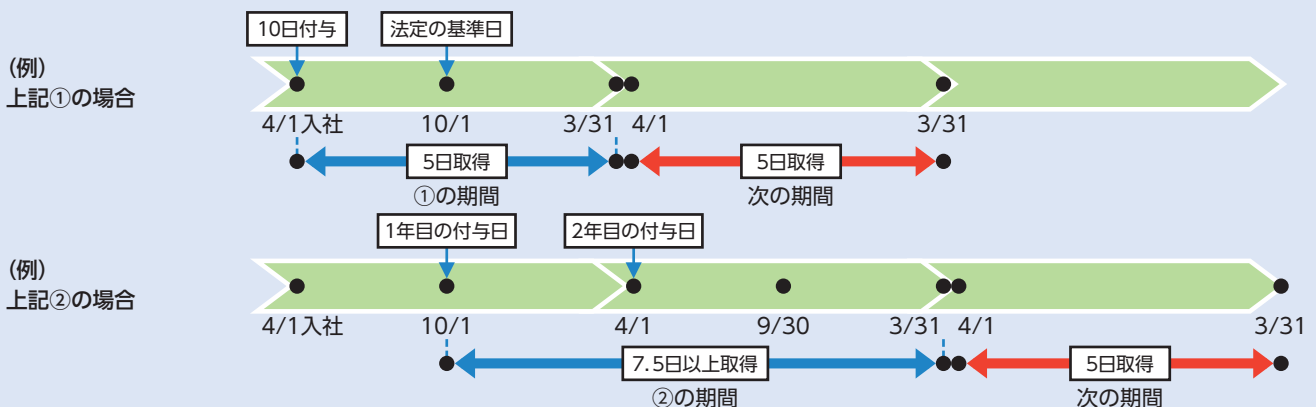 10日付与
法定の基準日
(例)
上記①の場合
4/1入社
10/1
3/31
4/1
3/31
5日取得
5日取得
①の期間
次の期間
1年目の付与日
2年目の付与日
(例)
上記②の場合
4/1入社
10/1
4/1
9/30
3/31
4/1
3/31
7.5日以上取得
5日取得
②の期間
次の期間